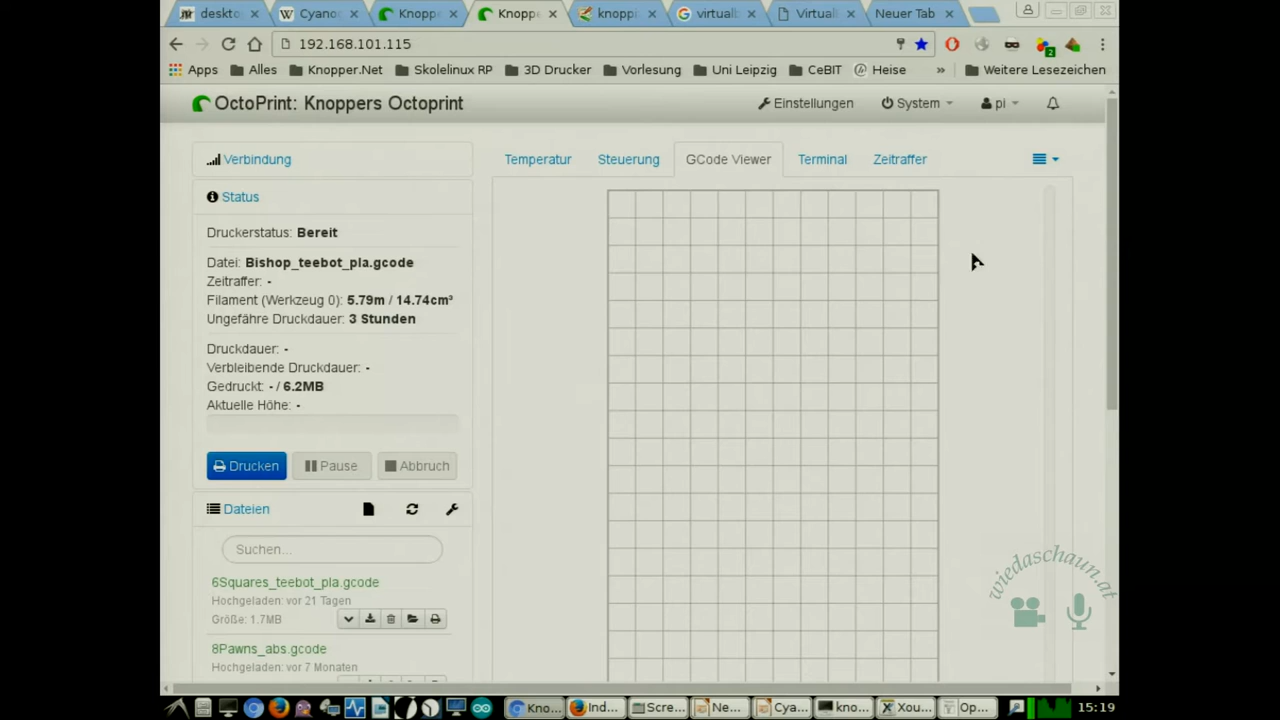 deskto
Cyano
Knoppe
Knoppe
knoppi
virtualb
Virtuali
Neuer Tab
192.168.101.115
2
Apps
Alles
Knopper.Net
Skolelinux RP
3D Drucker
Vorlesung
Uni Leipzig
CeBIT
Heise
»
Weitere Lesezeichen
OctoPrint: Knoppers Octoprint
Einstellungen
System
pi
Verbindung
Temperatur
Steuerung
GCode Viewer
Terminal
Zeitraffer
Status
Druckerstatus: Bereit
Datei: Bishop_teebot_pla.gcode
Zeitraffer: -
Filament (Werkzeug 0): 5.79m / 14.74cm³
Ungefähre Druckdauer: 3 Stunden
Druckdauer: -
Verbleibende Druckdauer: -
Gedruckt: - / 6.2MB
Aktuelle Höhe: -
Drucken
Pause
Abbruch
Dateien
Suchen...
6Squares_teebot_pla.gcode
Hochgeladen: vor 21 Tagen
Größe: 1.7MB
8Pawns_abs.gcode
Hochgeladen: vor 7 Monaten
wiedaschaun.at
Kno...
Ind...
Scre...
Ne...
Cya...
kno...
Xou...
Op...
15:19